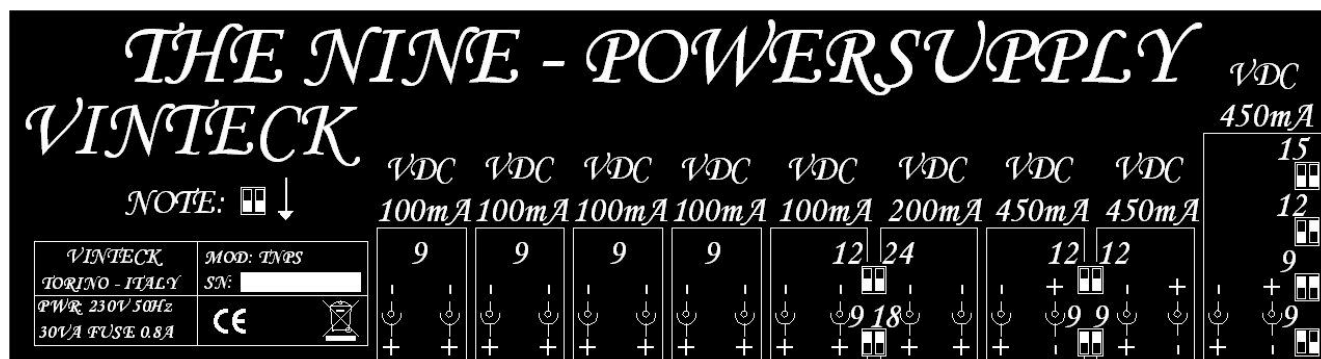 THE NINE - POWERSUPPLY
VINTECK
NOTE:
VINTECK
TORINO - ITALY
MOD: TNPS
SN:
PWR: 230V 50Hz
30VA FUSE 0.8A
CE
VDC VDC VDC VDC VDC VDC VDC VDC VDC
100mA 100mA 100mA 100mA 100mA 200mA 450mA 450mA 450mA
9 9 9 9 12 24 12 12 15
12
9
- - - - - - - - - + - + - +
9 18 9 9 9
+ + + + + + + + + - + - + -